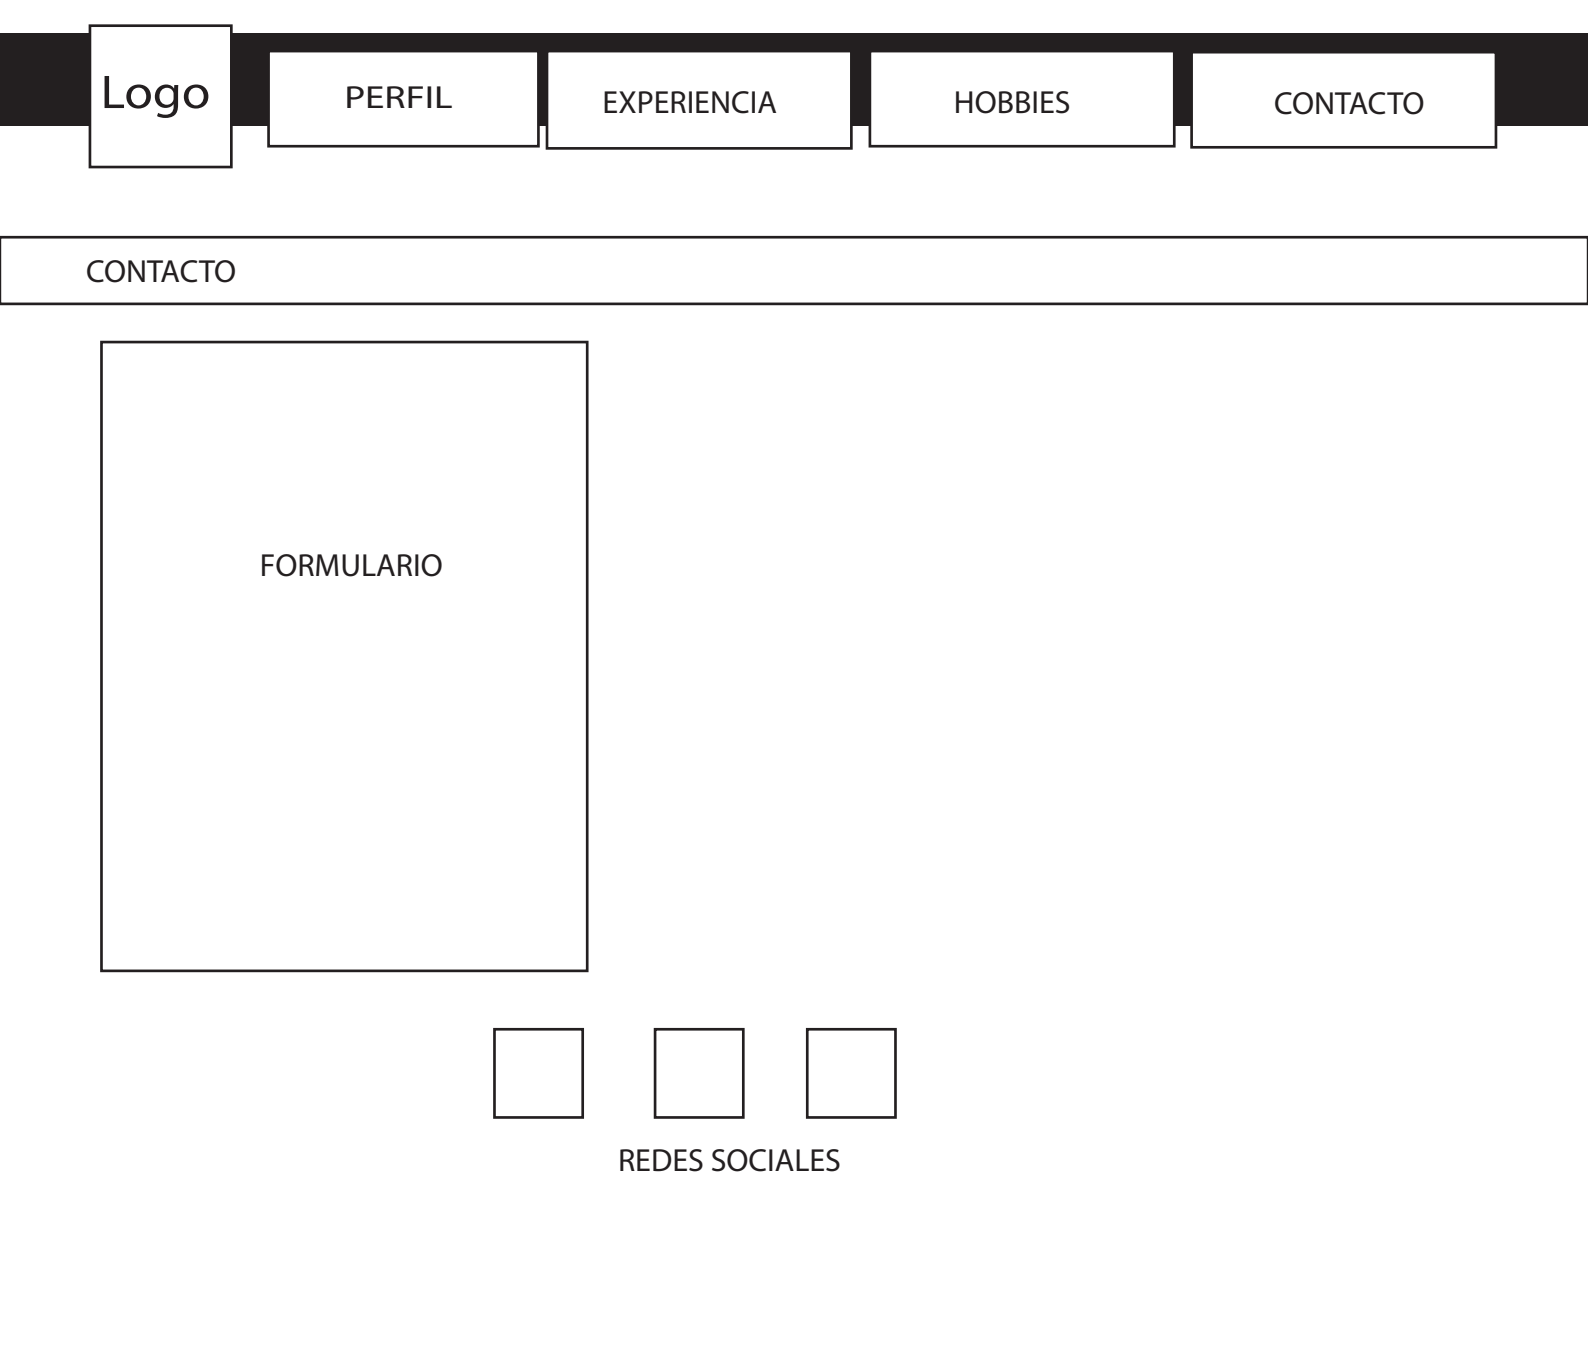 Logo
PERFIL
EXPERIENCIA
HOBBIES
CONTACTO
CONTACTO
FORMULARIO
REDES SOCIALES